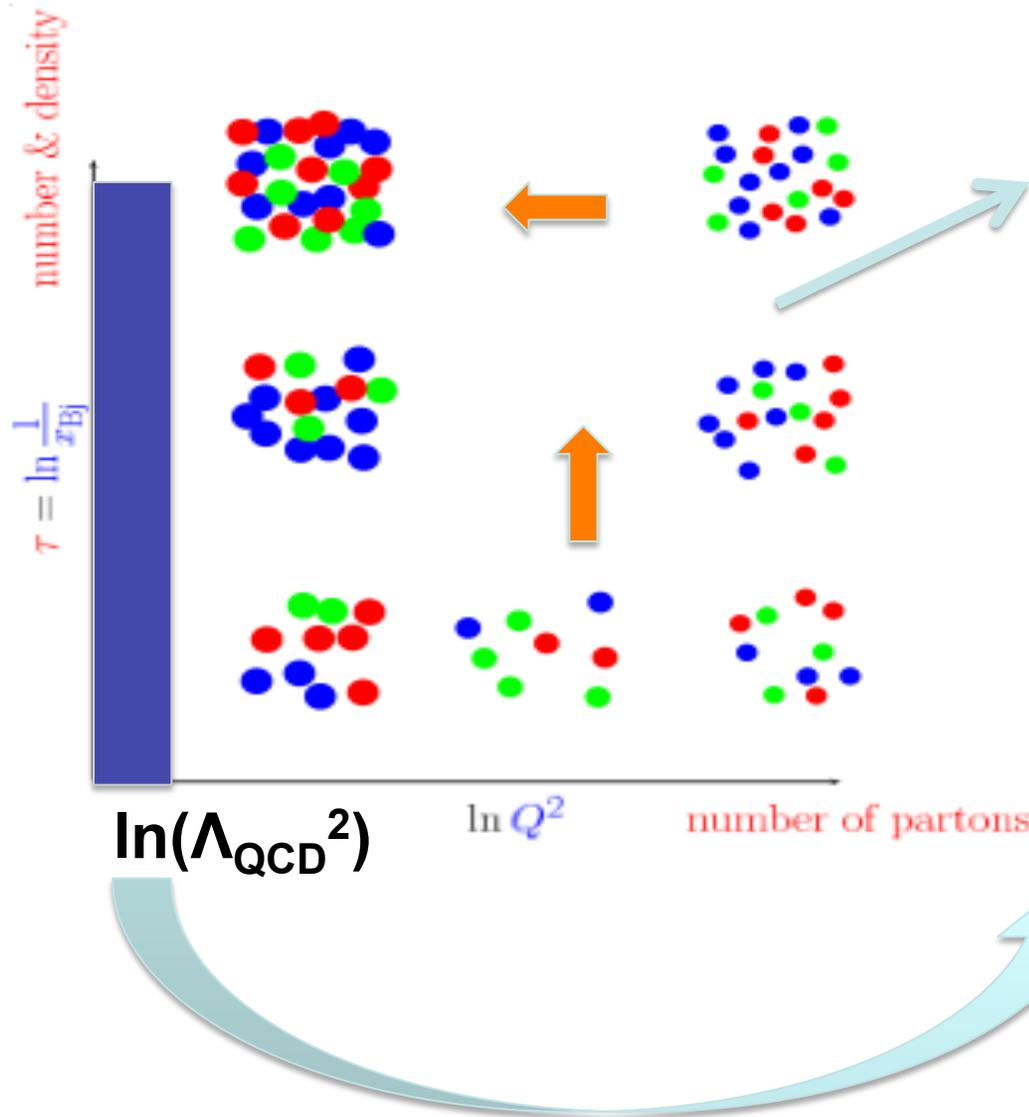 number & density
τ = ln 1/x_Bj
ln(Λ_QCD²)
ln Q²
number of partons